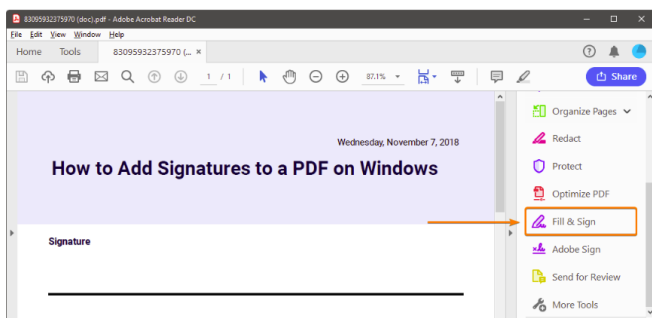 83095932375970 (doc).pdf - Adobe Acrobat Reader DC
File Edit View Window Help
Home Tools 83095932375970 (... ×
1 / 1 87.1%
Share
Organize Pages
Wednesday, November 7, 2018
Redact
How to Add Signatures to a PDF on Windows
Protect
Optimize PDF
Fill & Sign
Signature
Adobe Sign
Send for Review
More Tools